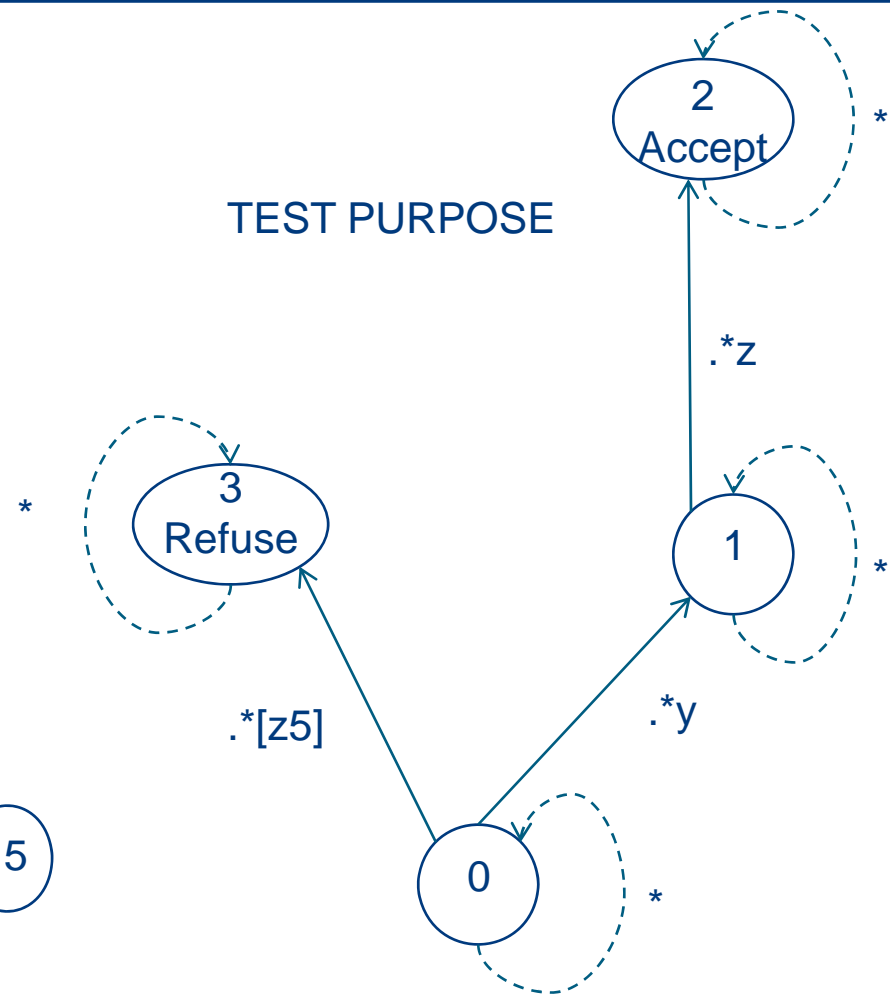 2
Accept
*
TEST PURPOSE
.*z
3
Refuse
*
1
*
.*[z5]
.*y
5
0
*